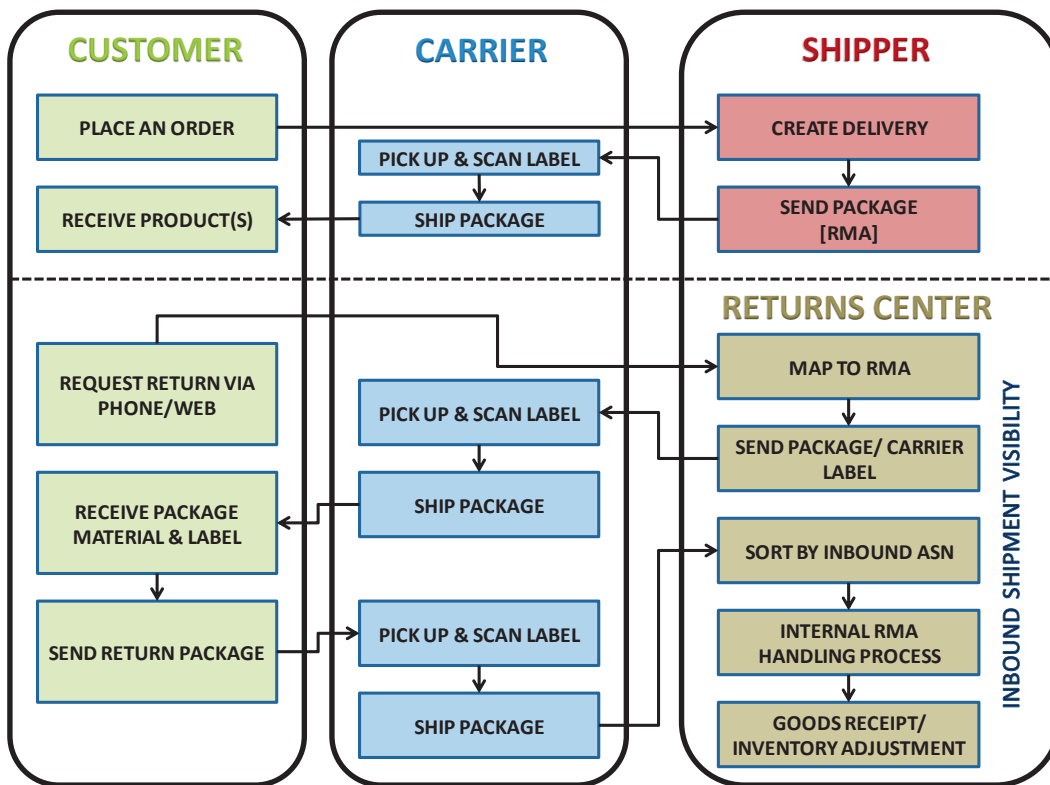 CUSTOMER
CARRIER
SHIPPER
PLACE AN ORDER
CREATE DELIVERY
PICK UP & SCAN LABEL
RECEIVE PRODUCT(S)
SHIP PACKAGE
SEND PACKAGE
[RMA]
RETURNS CENTER
REQUEST RETURN VIA
PHONE/WEB
MAP TO RMA
PICK UP & SCAN LABEL
SEND PACKAGE/ CARRIER
LABEL
RECEIVE PACKAGE
MATERIAL & LABEL
SHIP PACKAGE
SORT BY INBOUND ASN
SEND RETURN PACKAGE
PICK UP & SCAN LABEL
INTERNAL RMA
HANDLING PROCESS
SHIP PACKAGE
GOODS RECEIPT/
INVENTORY ADJUSTMENT
INBOUND SHIPMENT VISIBILITY